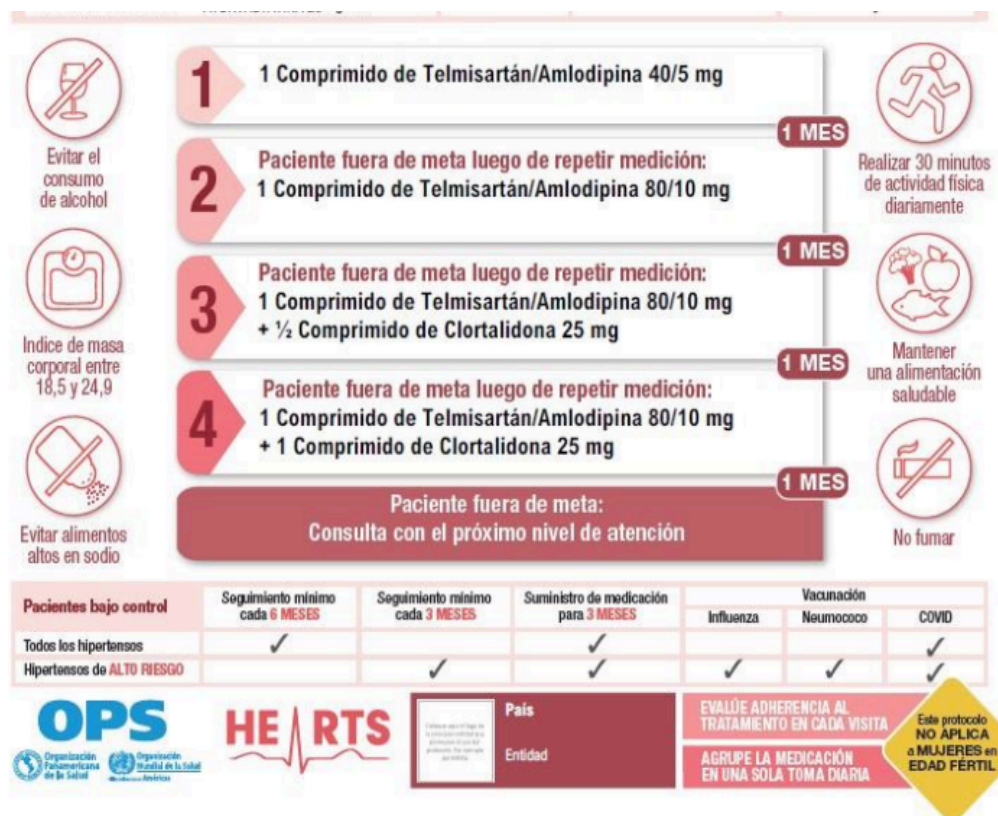 1
1 Comprimido de Telmisartán/Amlodipina 40/5 mg
1 MES
2
Paciente fuera de meta luego de repetir medición:
1 Comprimido de Telmisartán/Amlodipina 80/10 mg
1 MES
3
Paciente fuera de meta luego de repetir medición:
1 Comprimido de Telmisartán/Amlodipina 80/10 mg
+ ½ Comprimido de Clortalidona 25 mg
1 MES
4
Paciente fuera de meta luego de repetir medición:
1 Comprimido de Telmisartán/Amlodipina 80/10 mg
+ 1 Comprimido de Clortalidona 25 mg
1 MES
Paciente fuera de meta:
Consulta con el próximo nivel de atención
Evitar el
consumo
de alcohol
Indice de masa
corporal entre
18,5 y 24,9
Evitar alimentos
altos en sodio
Realizar 30 minutos
de actividad física
diariamente
Mantener
una alimentación
saludable
No fumar
Pacientes bajo control
Seguimiento mínimo
cada 6 MESES
Seguimiento mínimo
cada 3 MESES
Suministro de medicación
para 3 MESES
Vacunación
Influenza
Neumococo
COVID
Todos los hipertensos
✓ ✓ ✓
Hipertensos de ALTO RIESGO
✓ ✓ ✓ ✓ ✓
OPS
Organización
Panamericana
de la Salud
Organización
Mundial de la Salud
Américas
HEARTS
País
Entidad
EVALÚE ADHERENCIA AL
TRATAMIENTO EN CADA VISITA
AGRUPE LA MEDICACIÓN
EN UNA SOLA TOMA DIARIA
Este protocolo
NO APLICA
a MUJERES en
EDAD FÉRTIL